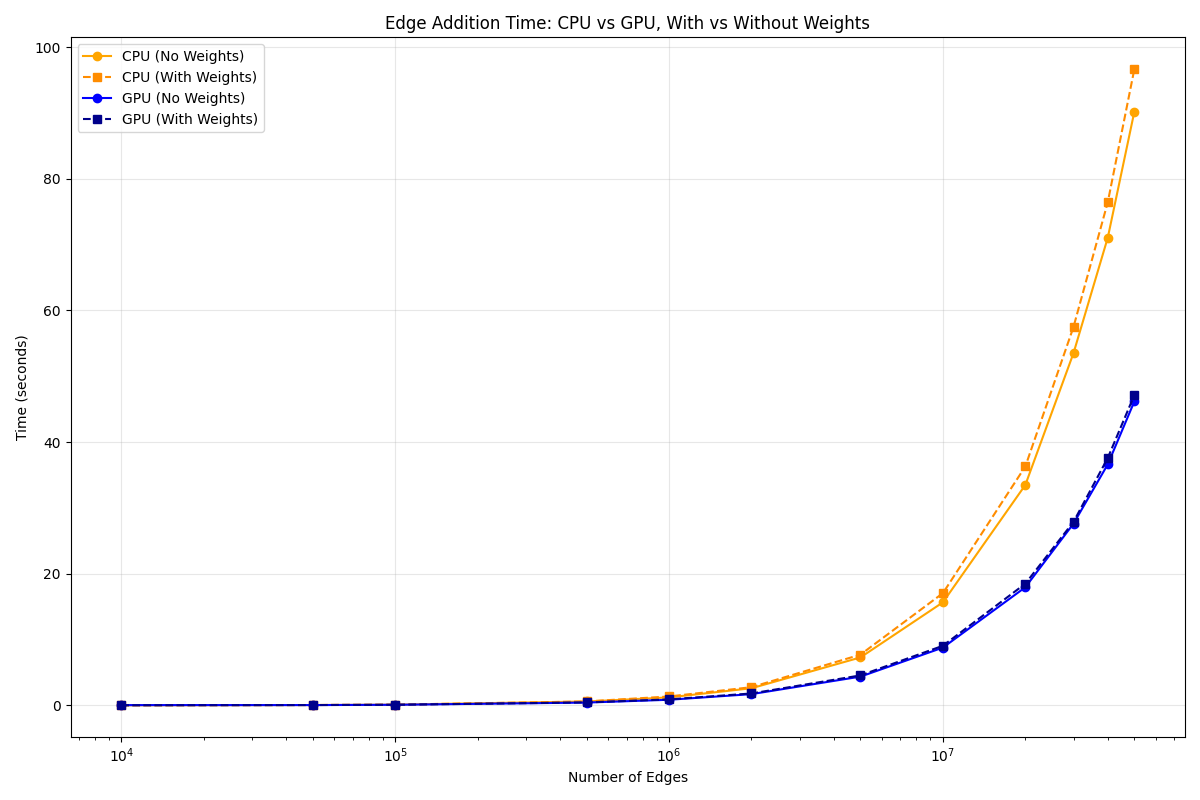 Edge Addition Time: CPU vs GPU, With vs Without Weights
CPU (No Weights)
CPU (With Weights)
GPU (No Weights)
GPU (With Weights)
Time (seconds)
100
80
60
40
20
0
10⁴ 10⁵ 10⁶ 10⁷
Number of Edges